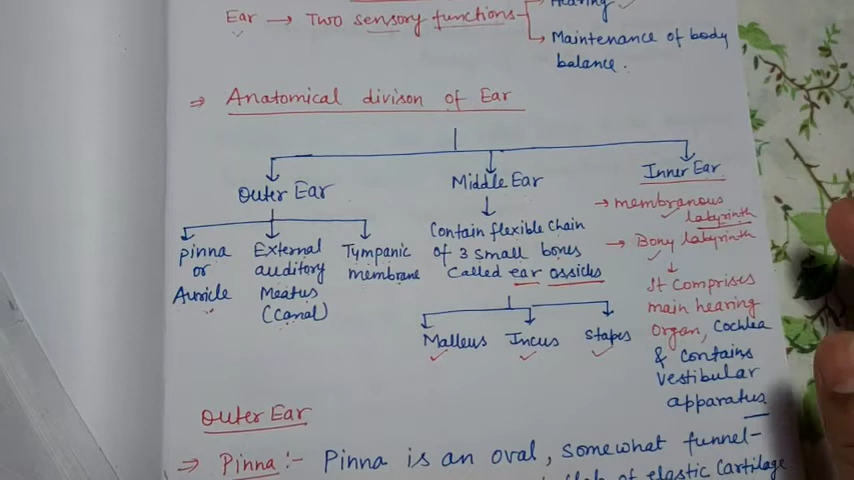 Hearing
Ear → Two sensory functions
→ Maintenance of body
balance.
⇒ Anatomical divison of Ear
Outer Ear
Middle Ear
Inner Ear
pinna
or
Auricle
External
auditory
Meatus
(Canal)
Tympanic
membrane
Contain flexible chain
of 3 small bones
Called ear ossicles
Malleus
Incus
Stapes
→ membranous
labyrinth
→ Bony labyrinth
It comprises
main hearing
organ, Cochlea
& contains
vestibular
apparatus
Outer Ear
⇒ Pinna :- Pinna is an oval, somewhat funnel-
of elastic cartilage